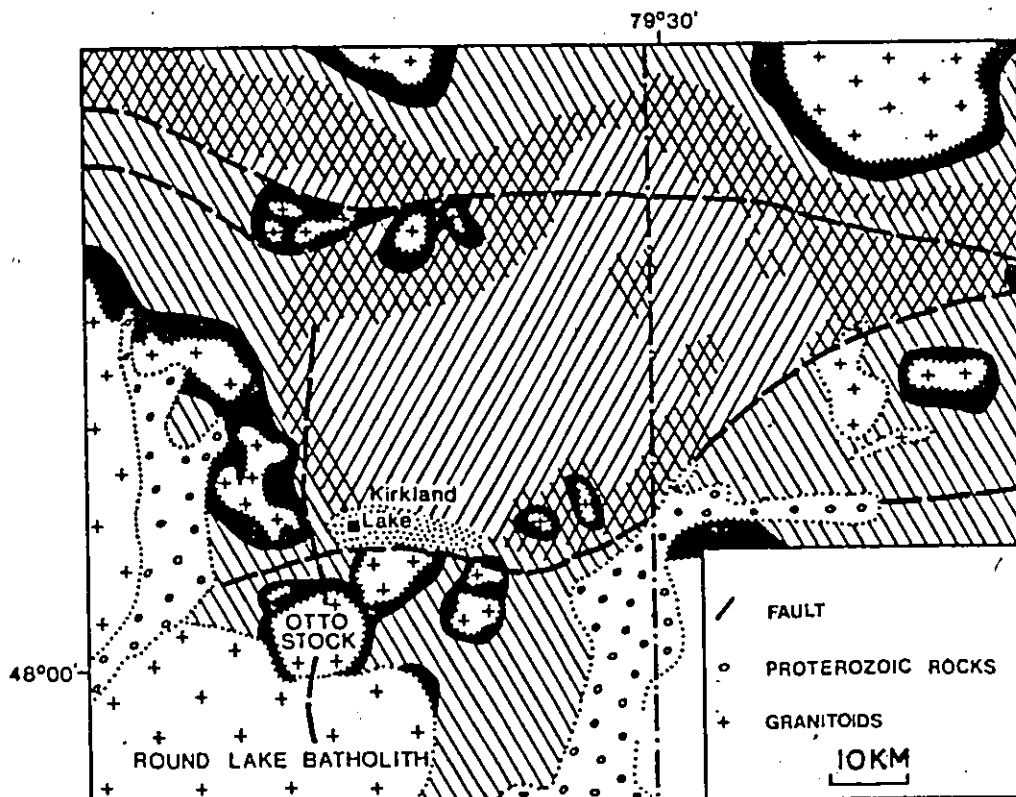 79°30'
Kirkland
Lake
OTTO
STOCK
48°00'
ROUND LAKE BATHOLITH
FAULT
PROTEROZOIC ROCKS
GRANITOIDS
10KM